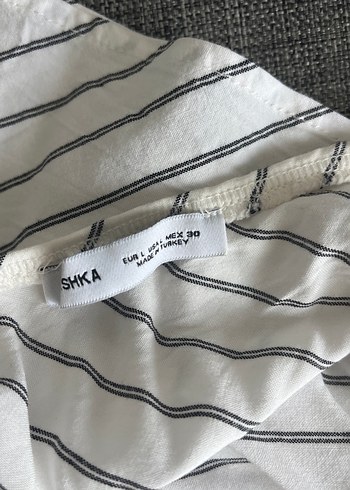 SHKA
EUR L USA L MEX 30
MADE IN TURKEY